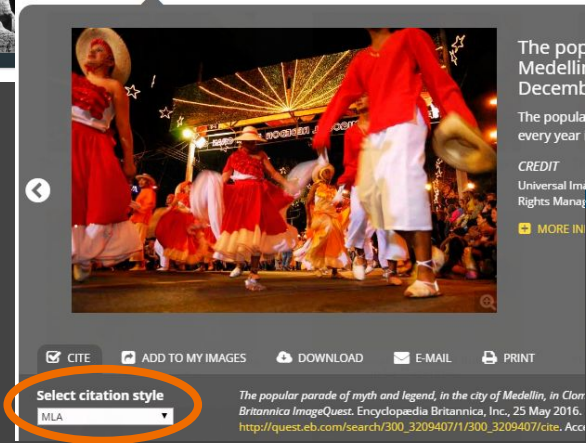 The pop
Medellin
Decemb
The popula
every year
CREDIT
Universal Ima
Rights Manag
MORE IN
CITE
ADD TO MY IMAGES
DOWNLOAD
E-MAIL
PRINT
Select citation style
MLA
The popular parade of myth and legend, in the city of Medellin, in Clom
Britannica ImageQuest. Encyclopædia Britannica, Inc., 25 May 2016.
http://quest.eb.com/search/300_3209407/1/300_3209407/cite. Acc